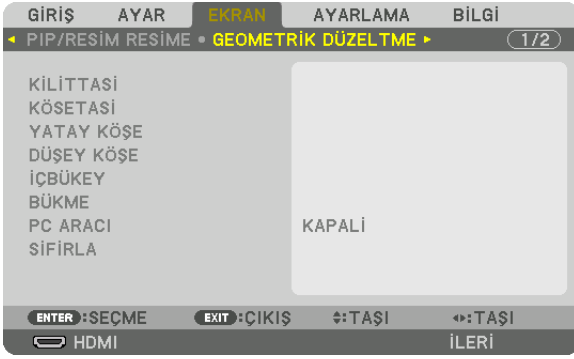 GİRİŞ AYAR EKRAN AYARLAMA BİLGİ
PIP/RESİM RESİME • GEOMETRİK DÜZELTME 1/2
KİLİTTASİ
KÖSETASİ
YATAY KÖŞE
DÜŞEY KÖŞE
İÇBÜKEY
BÜKME
PC ARACI KAPALİ
SİFİRLA
ENTER :SEÇME EXIT :ÇIKIŞ :TAŞI :TAŞI
HDMI İLERİ